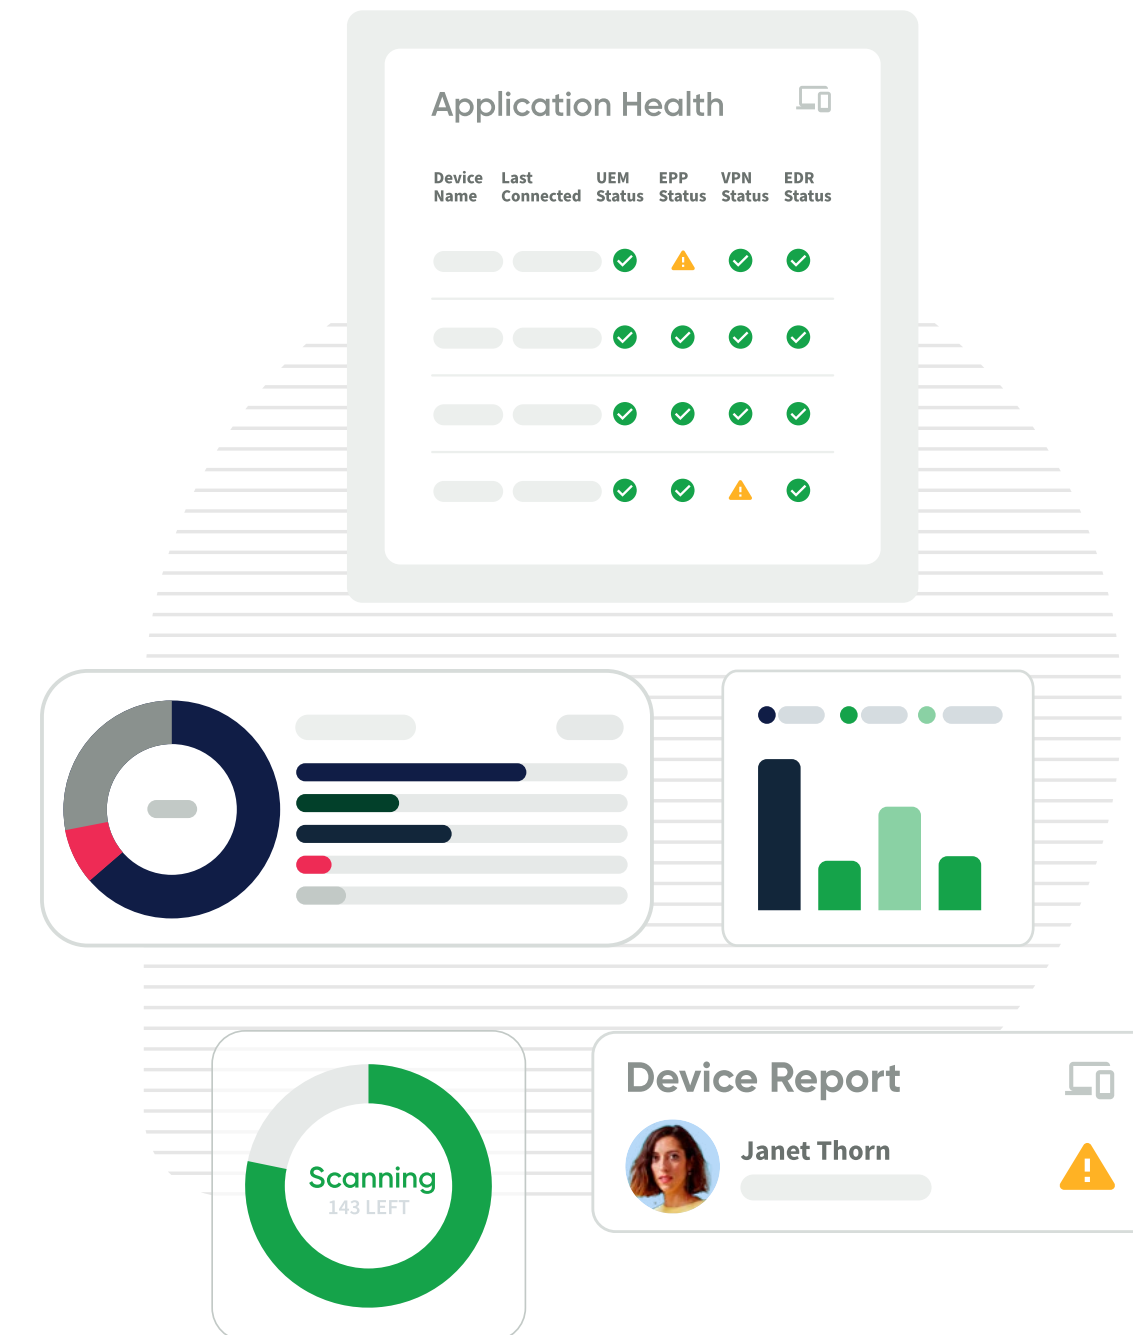 Application Health
Device Last UEM EPP VPN EDR
Name Connected Status Status Status Status
Scanning
143 LEFT
Device Report
Janet Thorn